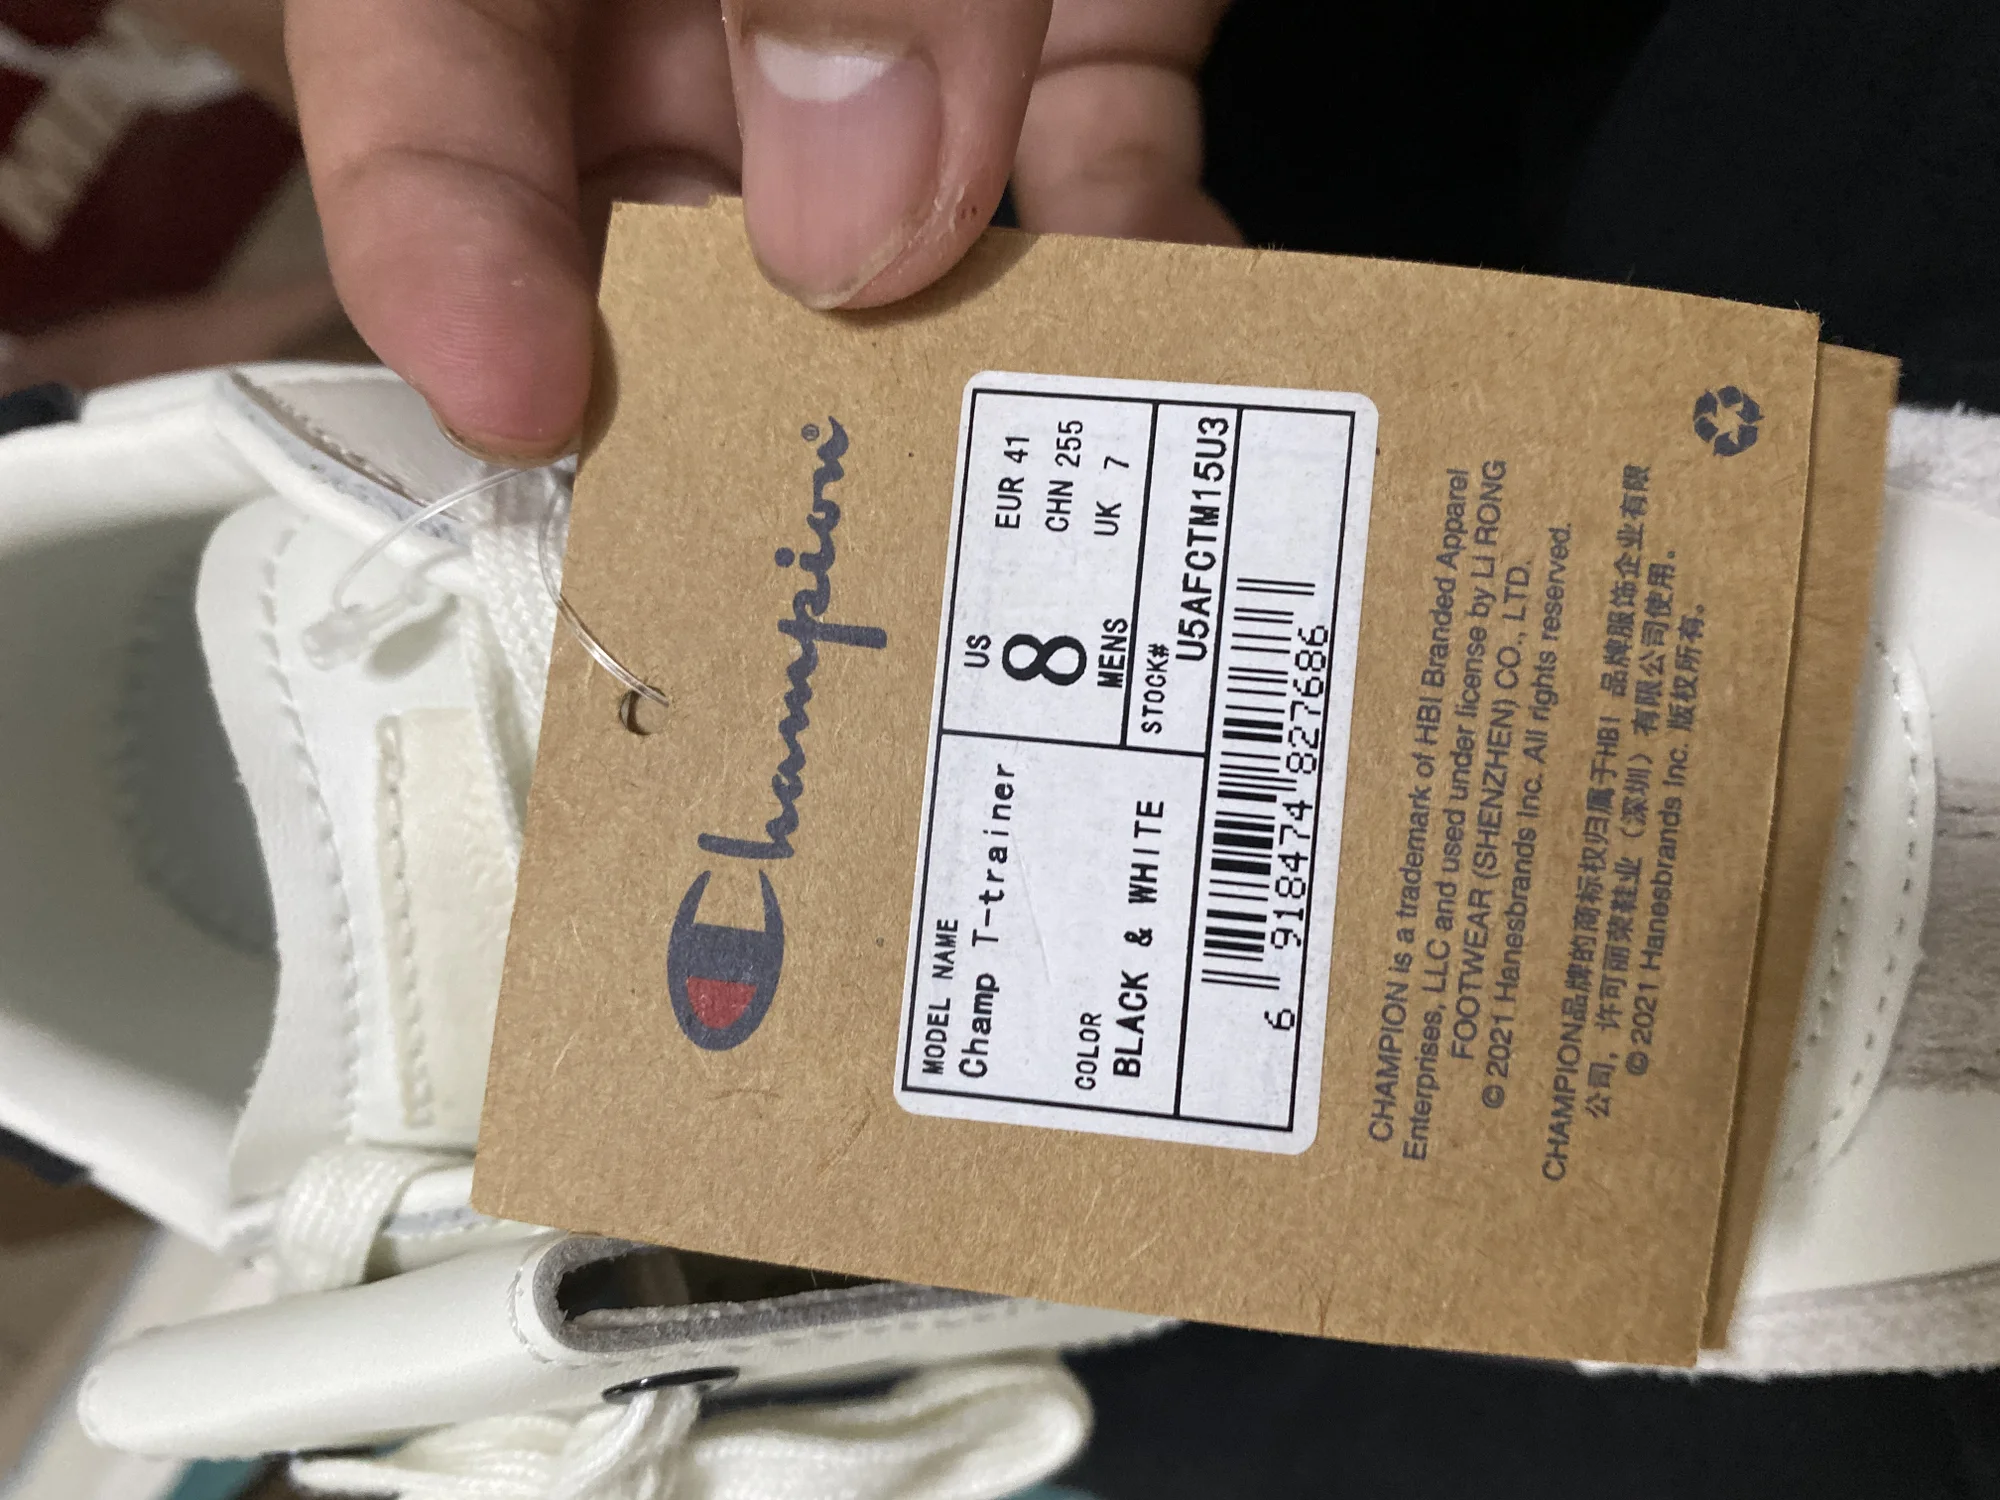 Champion®
MODEL NAME
Champ T-trainer
COLOR
BLACK & WHITE
US
8
MENS
EUR 41
CHN 255
UK 7
STOCK#
U5AFCTM15U3
6 918474 827686
CHAMPION is a trademark of HBI Branded Apparel
Enterprises, LLC and used under license by LI RONG
FOOTWEAR (SHENZHEN) CO., LTD.
© 2021 Hanesbrands Inc. All rights reserved.
CHAMPION品牌的商标权归属于HBI 品牌服饰企业有限
公司，许可丽荣鞋业（深圳）有限公司使用。
© 2021 Hanesbrands Inc. 版权所有。